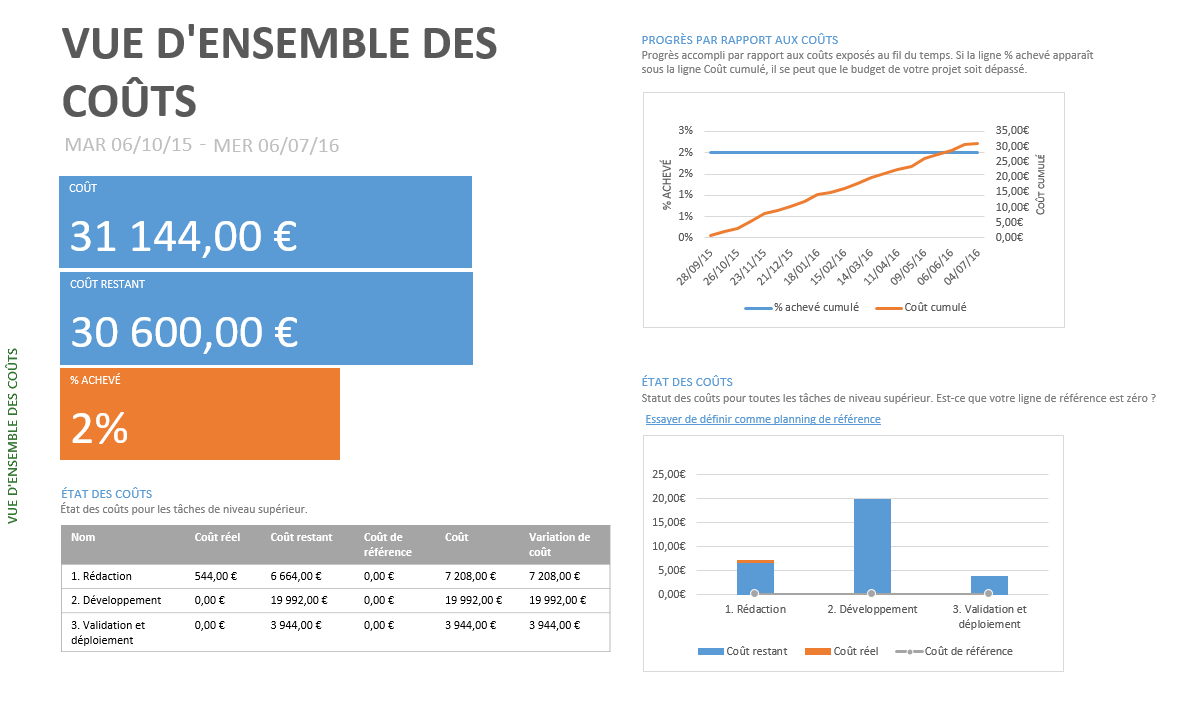 VUE D'ENSEMBLE DES
COÛTS
MAR 06/10/15 - MER 06/07/16
COÛT
31 144,00 €
COÛT RESTANT
30 600,00 €
% ACHEVÉ
2%
VUE D'ENSEMBLE DES COÛTS
ÉTAT DES COÛTS
État des coûts pour les tâches de niveau supérieur.
Nom Coût réel Coût restant Coût de référence Coût Variation de coût
1. Rédaction 544,00 € 6 664,00 € 0,00 € 7 208,00 € 7 208,00 €
2. Développement 0,00 € 19 992,00 € 0,00 € 19 992,00 € 19 992,00 €
3. Validation et déploiement 0,00 € 3 944,00 € 0,00 € 3 944,00 € 3 944,00 €
PROGRÈS PAR RAPPORT AUX COÛTS
Progrès accompli par rapport aux coûts exposés au fil du temps. Si la ligne % achevé apparaît
sous la ligne Coût cumulé, il se peut que le budget de votre projet soit dépassé.
% ACHEVÉ
3%
2%
2%
1%
1%
0%
35,00€
30,00€
25,00€
20,00€
15,00€
10,00€
5,00€
0,00€
COÛT CUMULÉ
28/09/15 26/10/15 23/11/15 21/12/15 18/01/16 15/02/16 14/03/16 11/04/16 09/05/16 06/06/16 04/07/16
% achevé cumulé Coût cumulé
ÉTAT DES COÛTS
Statut des coûts pour toutes les tâches de niveau supérieur. Est-ce que votre ligne de référence est zéro ?
Essayer de définir comme planning de référence
25,00€
20,00€
15,00€
10,00€
5,00€
0,00€
1. Rédaction 2. Développement 3. Validation et
déploiement
Coût restant Coût réel Coût de référence